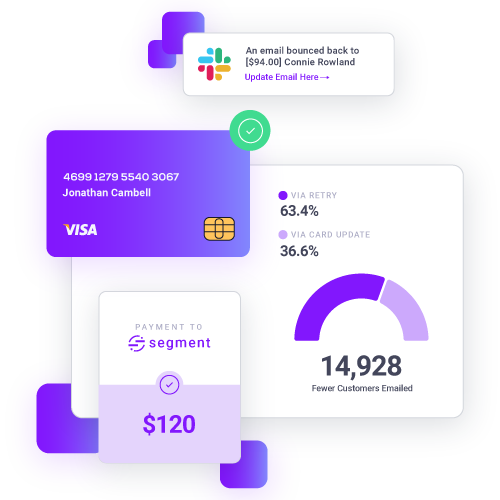 An email bounced back to
[$94.00] Connie Rowland
Update Email Here→
4699 1279 5540 3067
Jonathan Cambell
VISA
VIA RETRY
63.4%
VIA CARD UPDATE
36.6%
14,928
Fewer Customers Emailed
PAYMENT TO
segment
$120